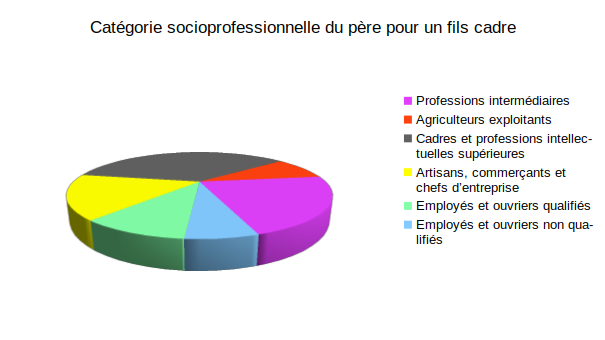 Catégorie socioprofessionnelle du père pour un fils cadre
Professions intermédiaires
Agriculteurs exploitants
Cadres et professions intellec-
tuelles supérieures
Artisans, commerçants et
chefs d’entreprise
Employés et ouvriers qualifiés
Employés et ouvriers non qua-
lifiés